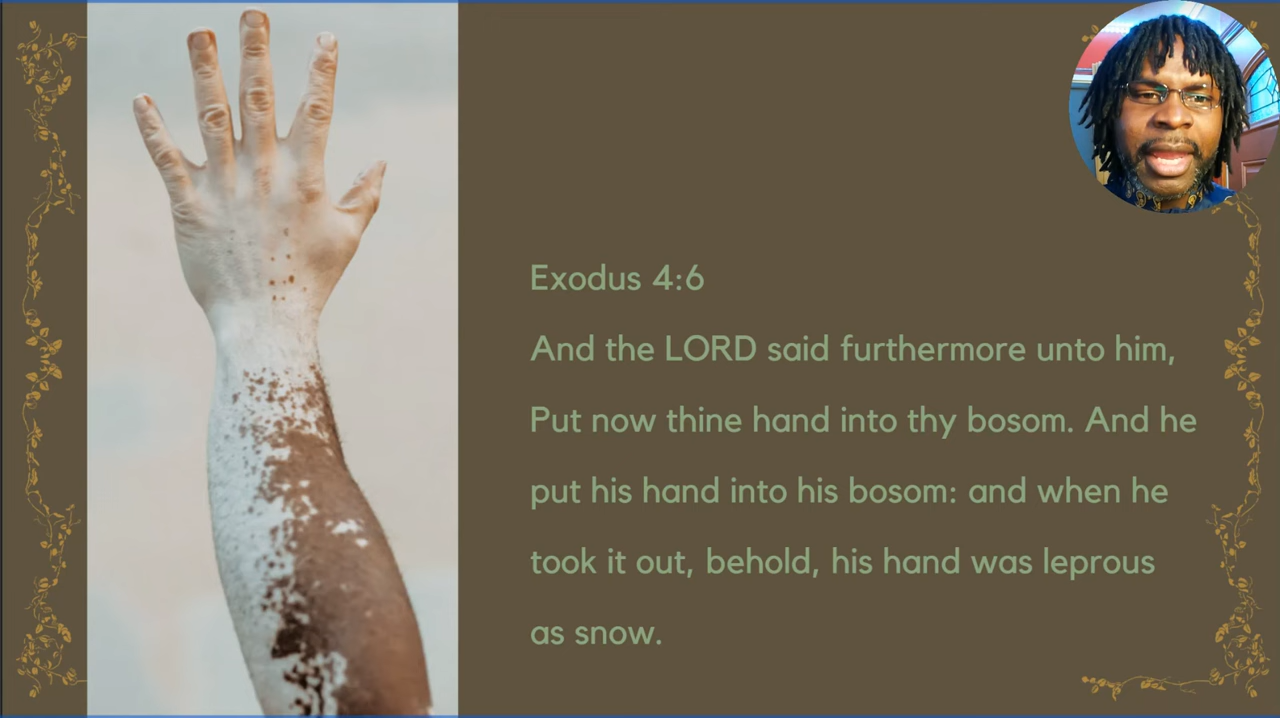 Exodus 4:6
And the LORD said furthermore unto him,
Put now thine hand into thy bosom. And he
put his hand into his bosom: and when he
took it out, behold, his hand was leprous
as snow.